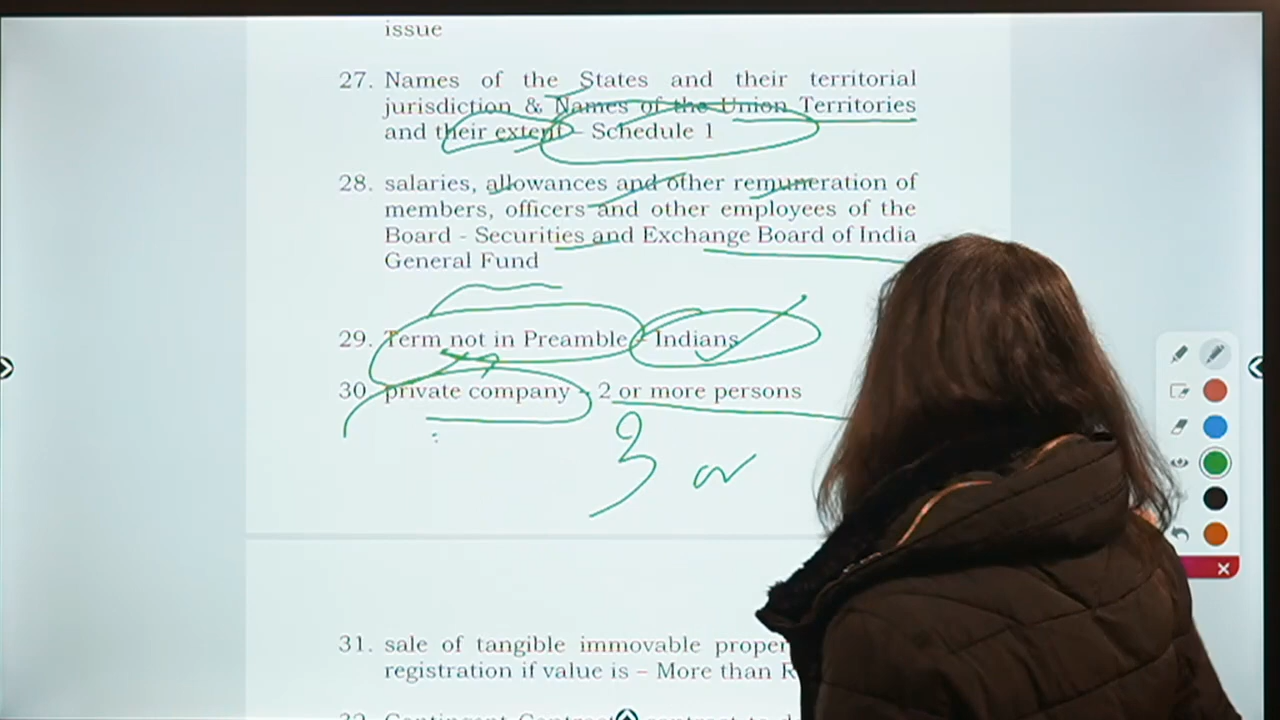 issue
27. Names of the States and their territorial
jurisdiction & Names of the Union Territories
and their extent – Schedule 1
28. salaries, allowances and other remuneration of
members, officers and other employees of the
Board - Securities and Exchange Board of India
General Fund
29. Term not in Preamble - Indians
30. private company - 2 or more persons
3 or
31. sale of tangible immovable
registration if value is – More than